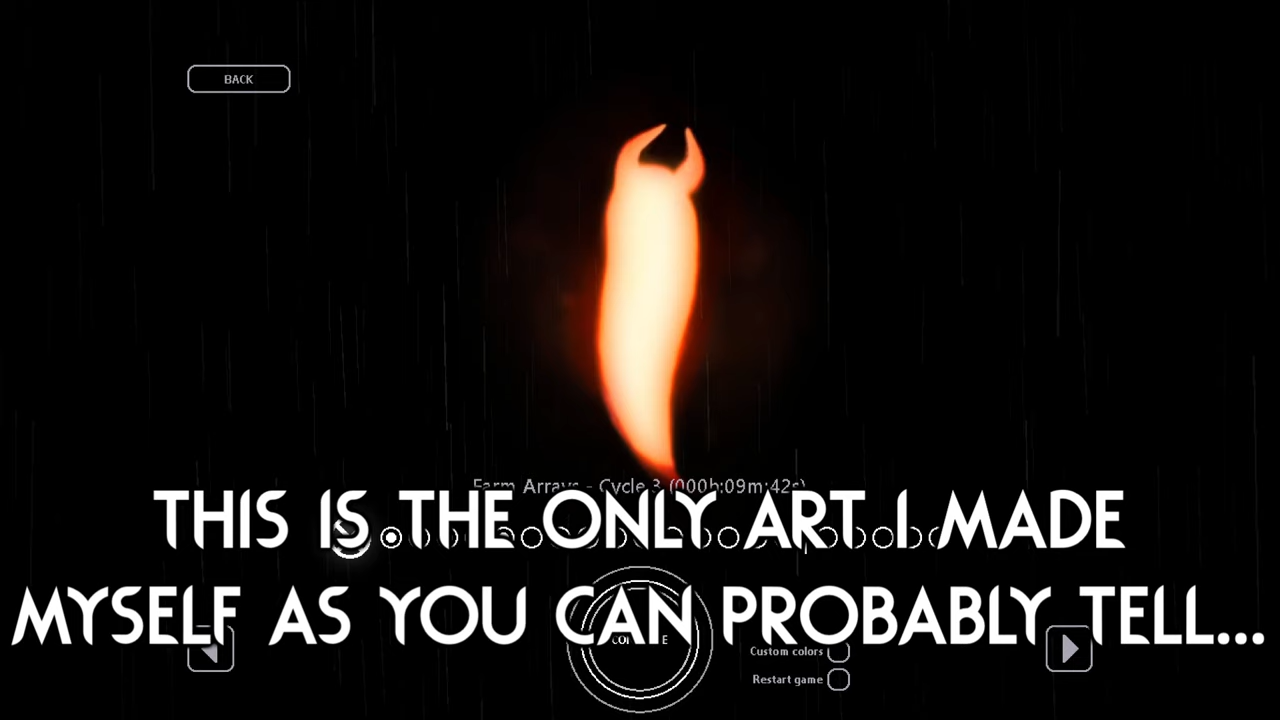 BACK
Farm Arrays - Cycle 3 (000h:09m:42s)
THIS IS THE ONLY ART I MADE
MYSELF AS YOU CAN PROBABLY TELL...
Custom colors
Restart game